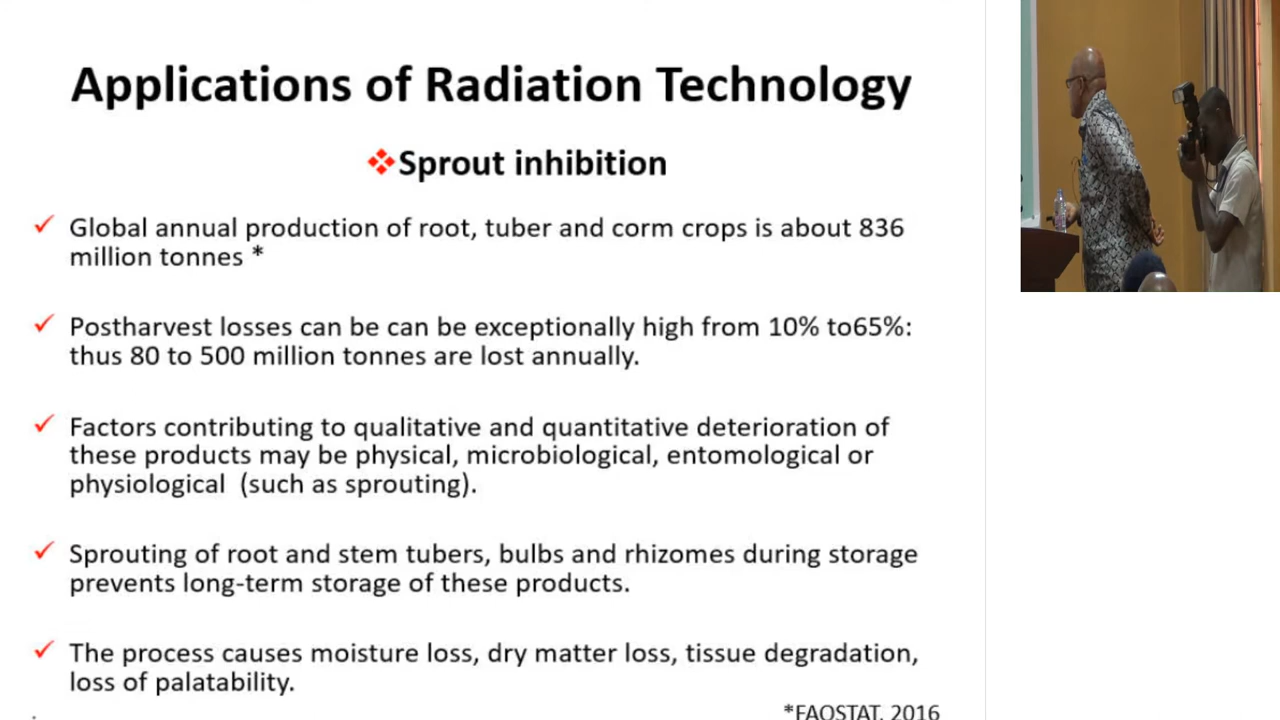 Applications of Radiation Technology
❖Sprout inhibition
✓ Global annual production of root, tuber and corm crops is about 836
million tonnes *
✓ Postharvest losses can be can be exceptionally high from 10% to65%:
thus 80 to 500 million tonnes are lost annually.
✓ Factors contributing to qualitative and quantitative deterioration of
these products may be physical, microbiological, entomological or
physiological  (such as sprouting).
✓ Sprouting of root and stem tubers, bulbs and rhizomes during storage
prevents long-term storage of these products.
✓ The process causes moisture loss, dry matter loss, tissue degradation,
loss of palatability.
*FAOSTAT, 2016